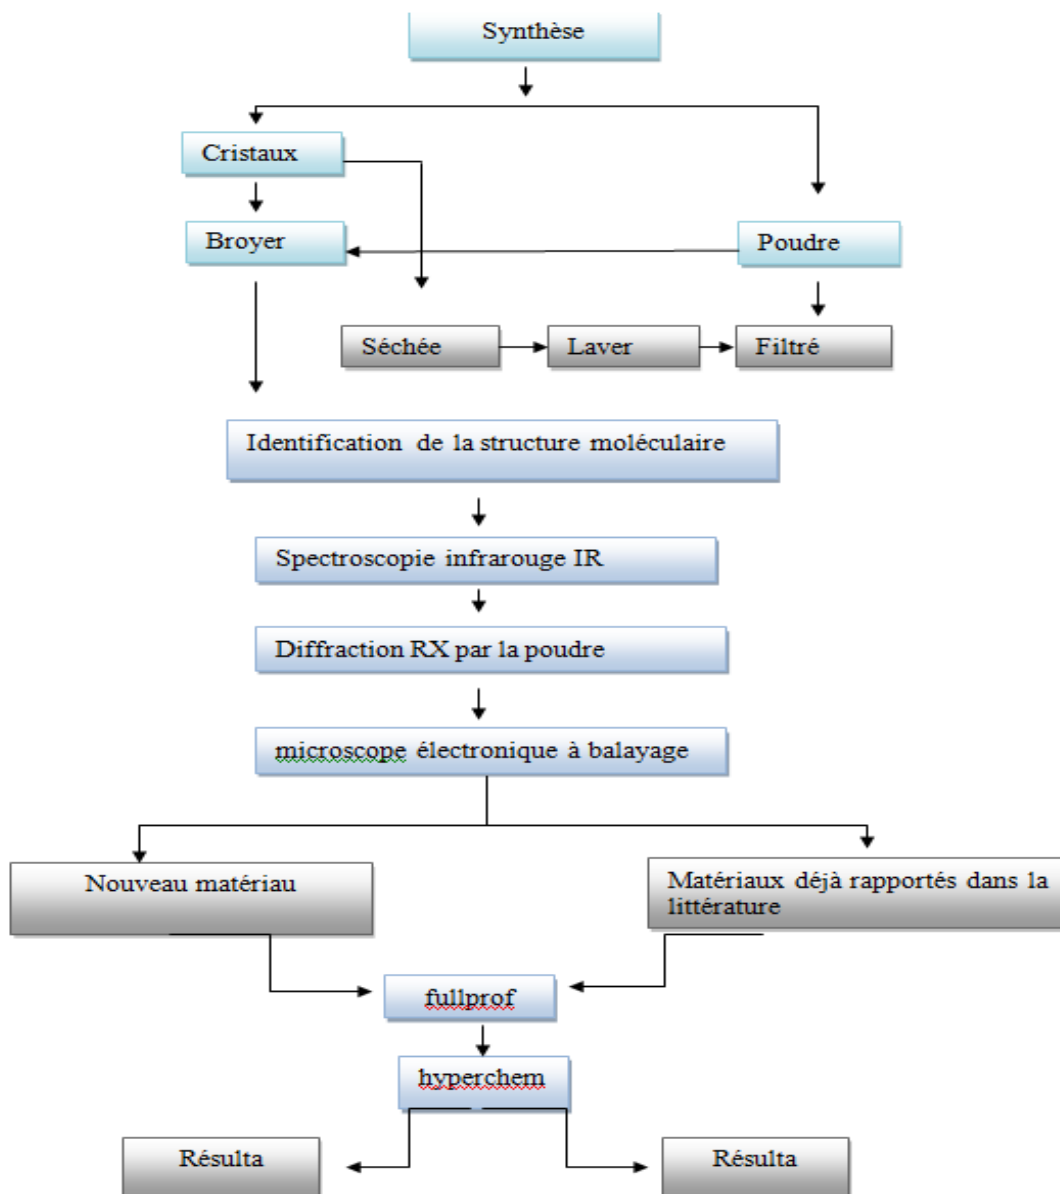 Synthèse
Cristaux
Broyer
Poudre
Séchée
Laver
Filtré
Identification de la structure moléculaire
Spectroscopie infrarouge IR
Diffraction RX par la poudre
microscope électronique à balayage
Nouveau matériau
Matériaux déjà rapportés dans la
littérature
fullprof
hyperchem
Résulta
Résulta